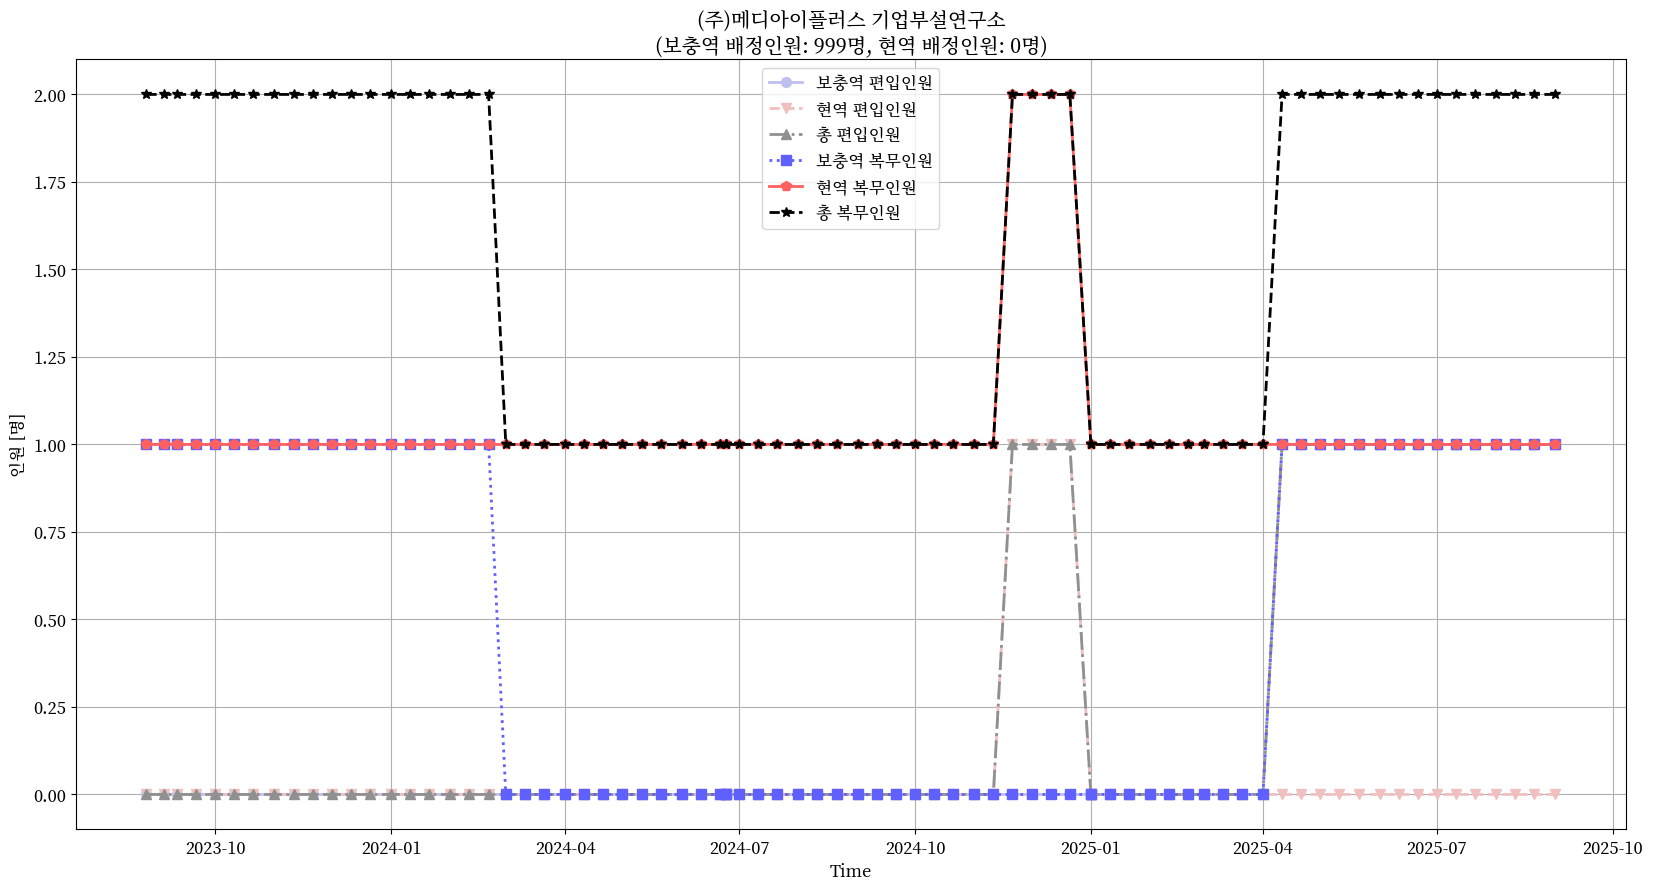 (주)메디아이플러스 기업부설연구소
(보충역 배정인원: 999명, 현역 배정인원: 0명)
보충역 편입인원
현역 편입인원
총 편입인원
보충역 복무인원
현역 복무인원
총 복무인원
2.00
1.75
1.50
1.25
1.00
0.75
0.50
0.25
0.00
인원 [명]
2023-10
2024-01
2024-04
2024-07
2024-10
2025-01
2025-04
2025-07
2025-10
Time